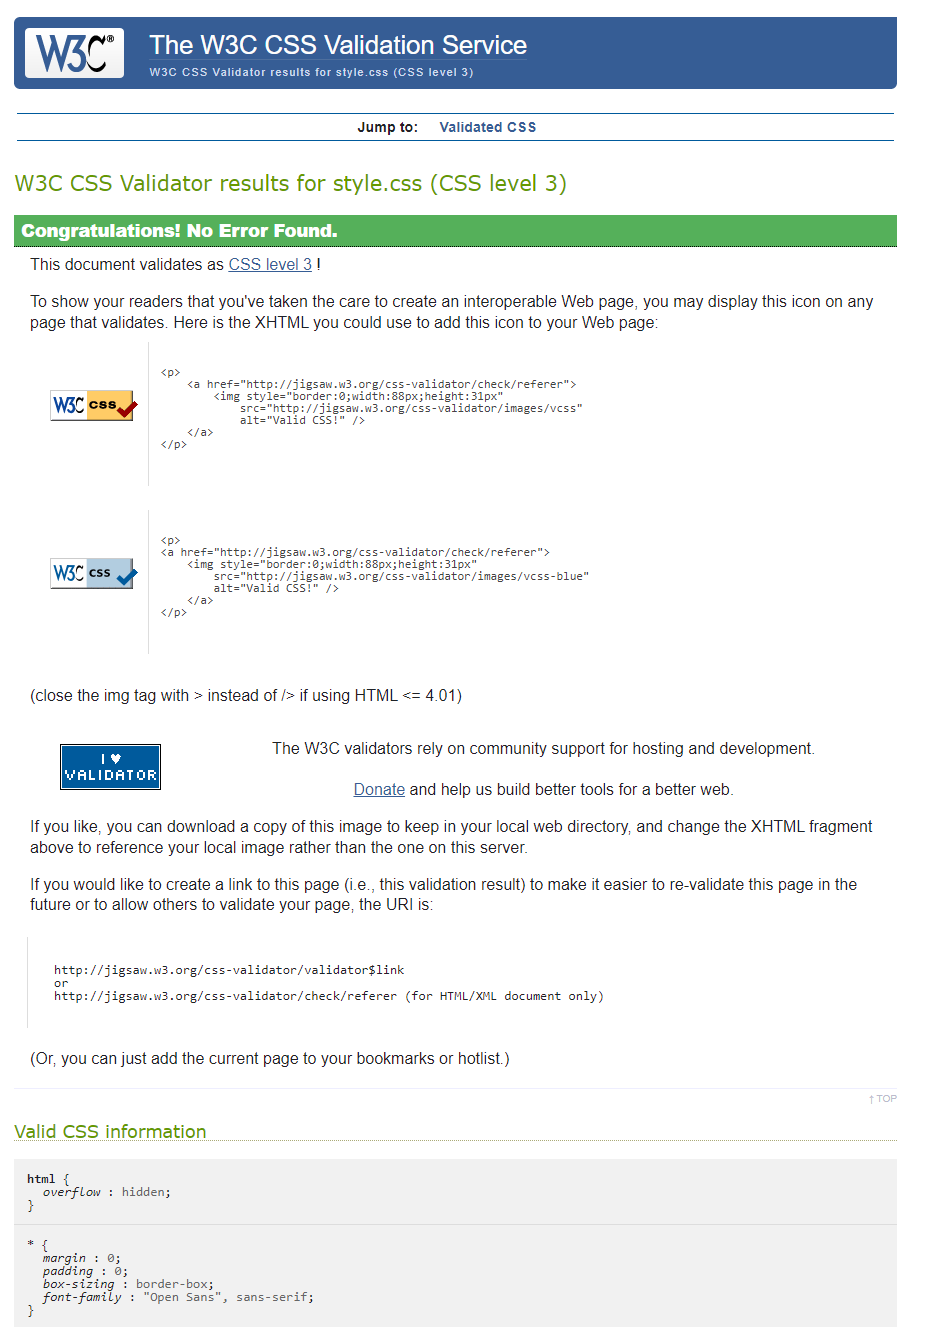 W3C®
The W3C CSS Validation Service
W3C CSS Validator results for style.css (CSS level 3)
Jump to: Validated CSS
W3C CSS Validator results for style.css (CSS level 3)
Congratulations! No Error Found.
This document validates as CSS level 3 !
To show your readers that you've taken the care to create an interoperable Web page, you may display this icon on any
page that validates. Here is the XHTML you could use to add this icon to your Web page:
W3C css
<p>
<a href="http://jigsaw.w3.org/css-validator/check/referer">
<img style="border:0;width:88px;height:31px"
src="http://jigsaw.w3.org/css-validator/images/vcss"
alt="Valid CSS!" />
</a>
</p>
W3C css
<p>
<a href="http://jigsaw.w3.org/css-validator/check/referer">
<img style="border:0;width:88px;height:31px"
src="http://jigsaw.w3.org/css-validator/images/vcss-blue"
alt="Valid CSS!" />
</a>
</p>
(close the img tag with > instead of /> if using HTML <= 4.01)
I ♥
VALIDATOR
The W3C validators rely on community support for hosting and development.
Donate and help us build better tools for a better web.
If you like, you can download a copy of this image to keep in your local web directory, and change the XHTML fragment
above to reference your local image rather than the one on this server.
If you would like to create a link to this page (i.e., this validation result) to make it easier to re-validate this page in the
future or to allow others to validate your page, the URI is:
http://jigsaw.w3.org/css-validator/validator$link
or
http://jigsaw.w3.org/css-validator/check/referer (for HTML/XML document only)
(Or, you can just add the current page to your bookmarks or hotlist.)
↑ TOP
Valid CSS information
html {
overflow : hidden;
}
* {
margin : 0;
padding : 0;
box-sizing : border-box;
font-family : "Open Sans", sans-serif;
}